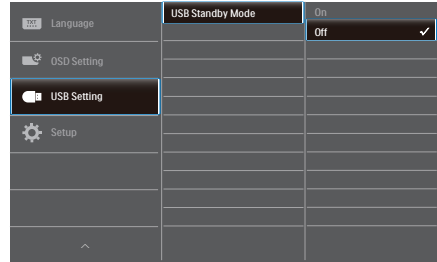 TXT Language
OSD Setting
USB Setting
Setup
USB Standby Mode
On
Off